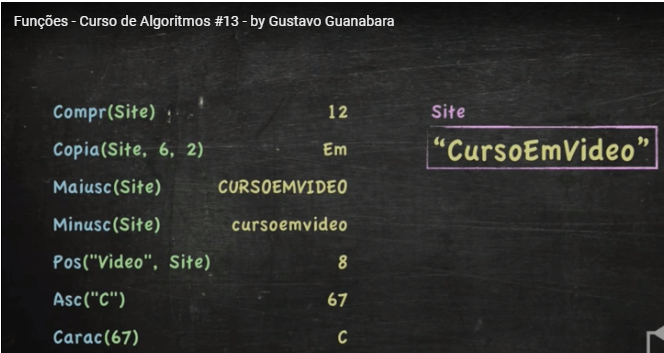 Funções - Curso de Algoritmos #13 - by Gustavo Guanabara
Compr(Site) 12 Site
Copia(Site, 6, 2) Em "CursoEmVideo"
Maiusc(Site) CURSOEMVIDEO
Minusc(Site) cursoemvideo
Pos("Video", Site) 8
Asc("C") 67
Carac(67) C